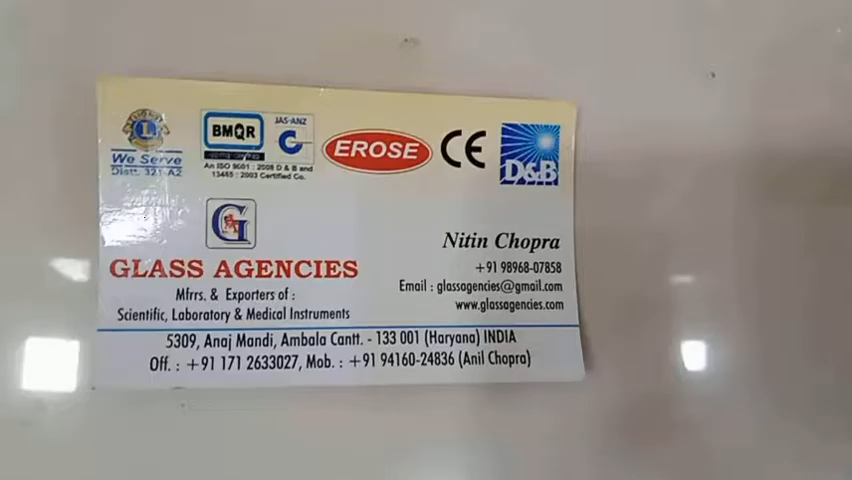 LIONS
L
We Serve
Distt. 321-A2
BMQR
JAS-ANZ
C
An ISO 9001 : 2008 D & B and
13485 : 2003 Certified Co.
EROSE
CE
D&B
G
GLASS AGENCIES
Mfrrs. & Exporters of :
Scientific, Laboratory & Medical Instruments
Nitin Chopra
+91 98968-07858
Email : glassagencies@gmail.com
www.glassagencies.com
5309, Anaj Mandi, Ambala Cantt. - 133 001 (Haryana) INDIA
Off. : +91 171 2633027, Mob. : +91 94160-24836 (Anil Chopra)